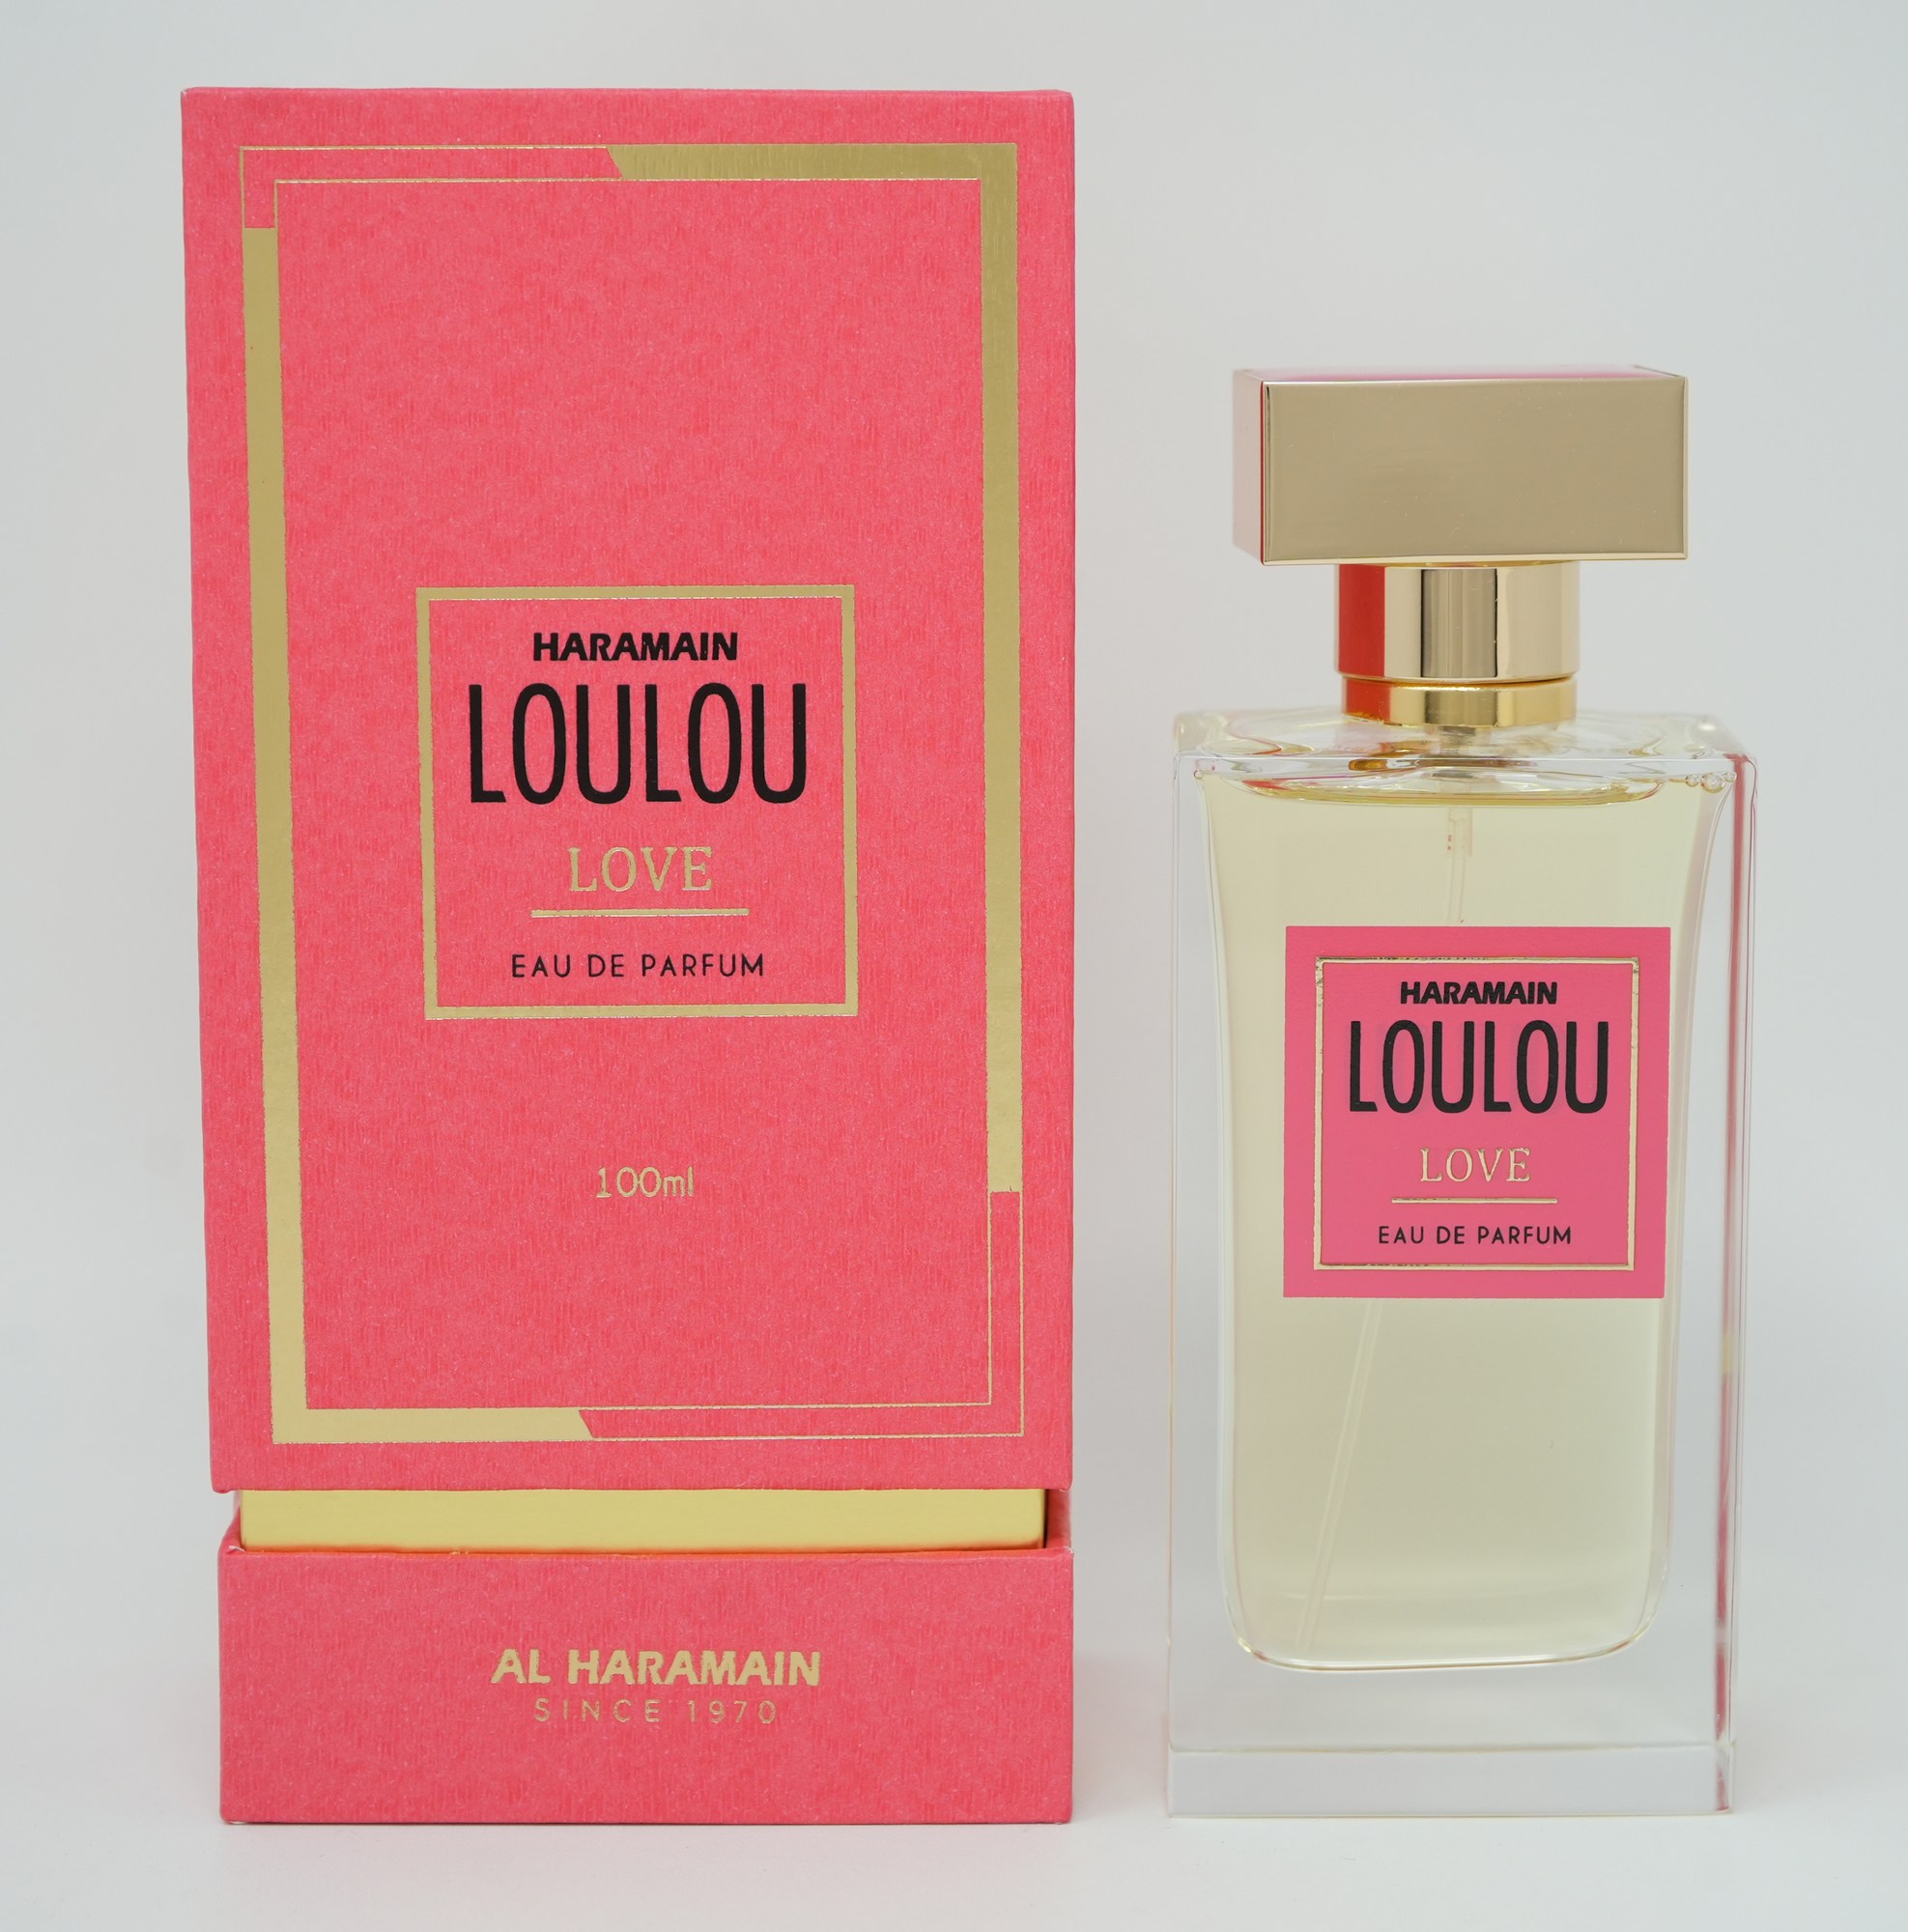 HARAMAIN
LOULOU
LOVE
EAU DE PARFUM
100ml
AL HARAMAIN
SINCE 1970
HARAMAIN
LOULOU
LOVE
EAU DE PARFUM